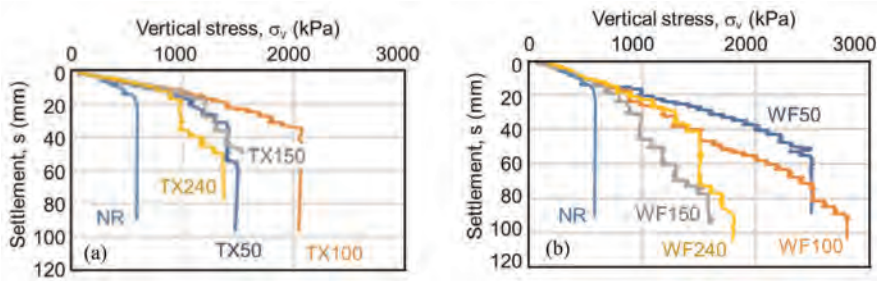 Vertical stress, σv (kPa)
0 1000 2000 3000
Settlement, s (mm)
0
20
40
60
80
100
120
TX150
TX240
NR
(a)
TX50
TX100
Vertical stress, σv (kPa)
0 1000 2000 3000
Settlement, s (mm)
0
20
40
60
80
100
120
WF50
NR
WF150
WF240
WF100
(b)